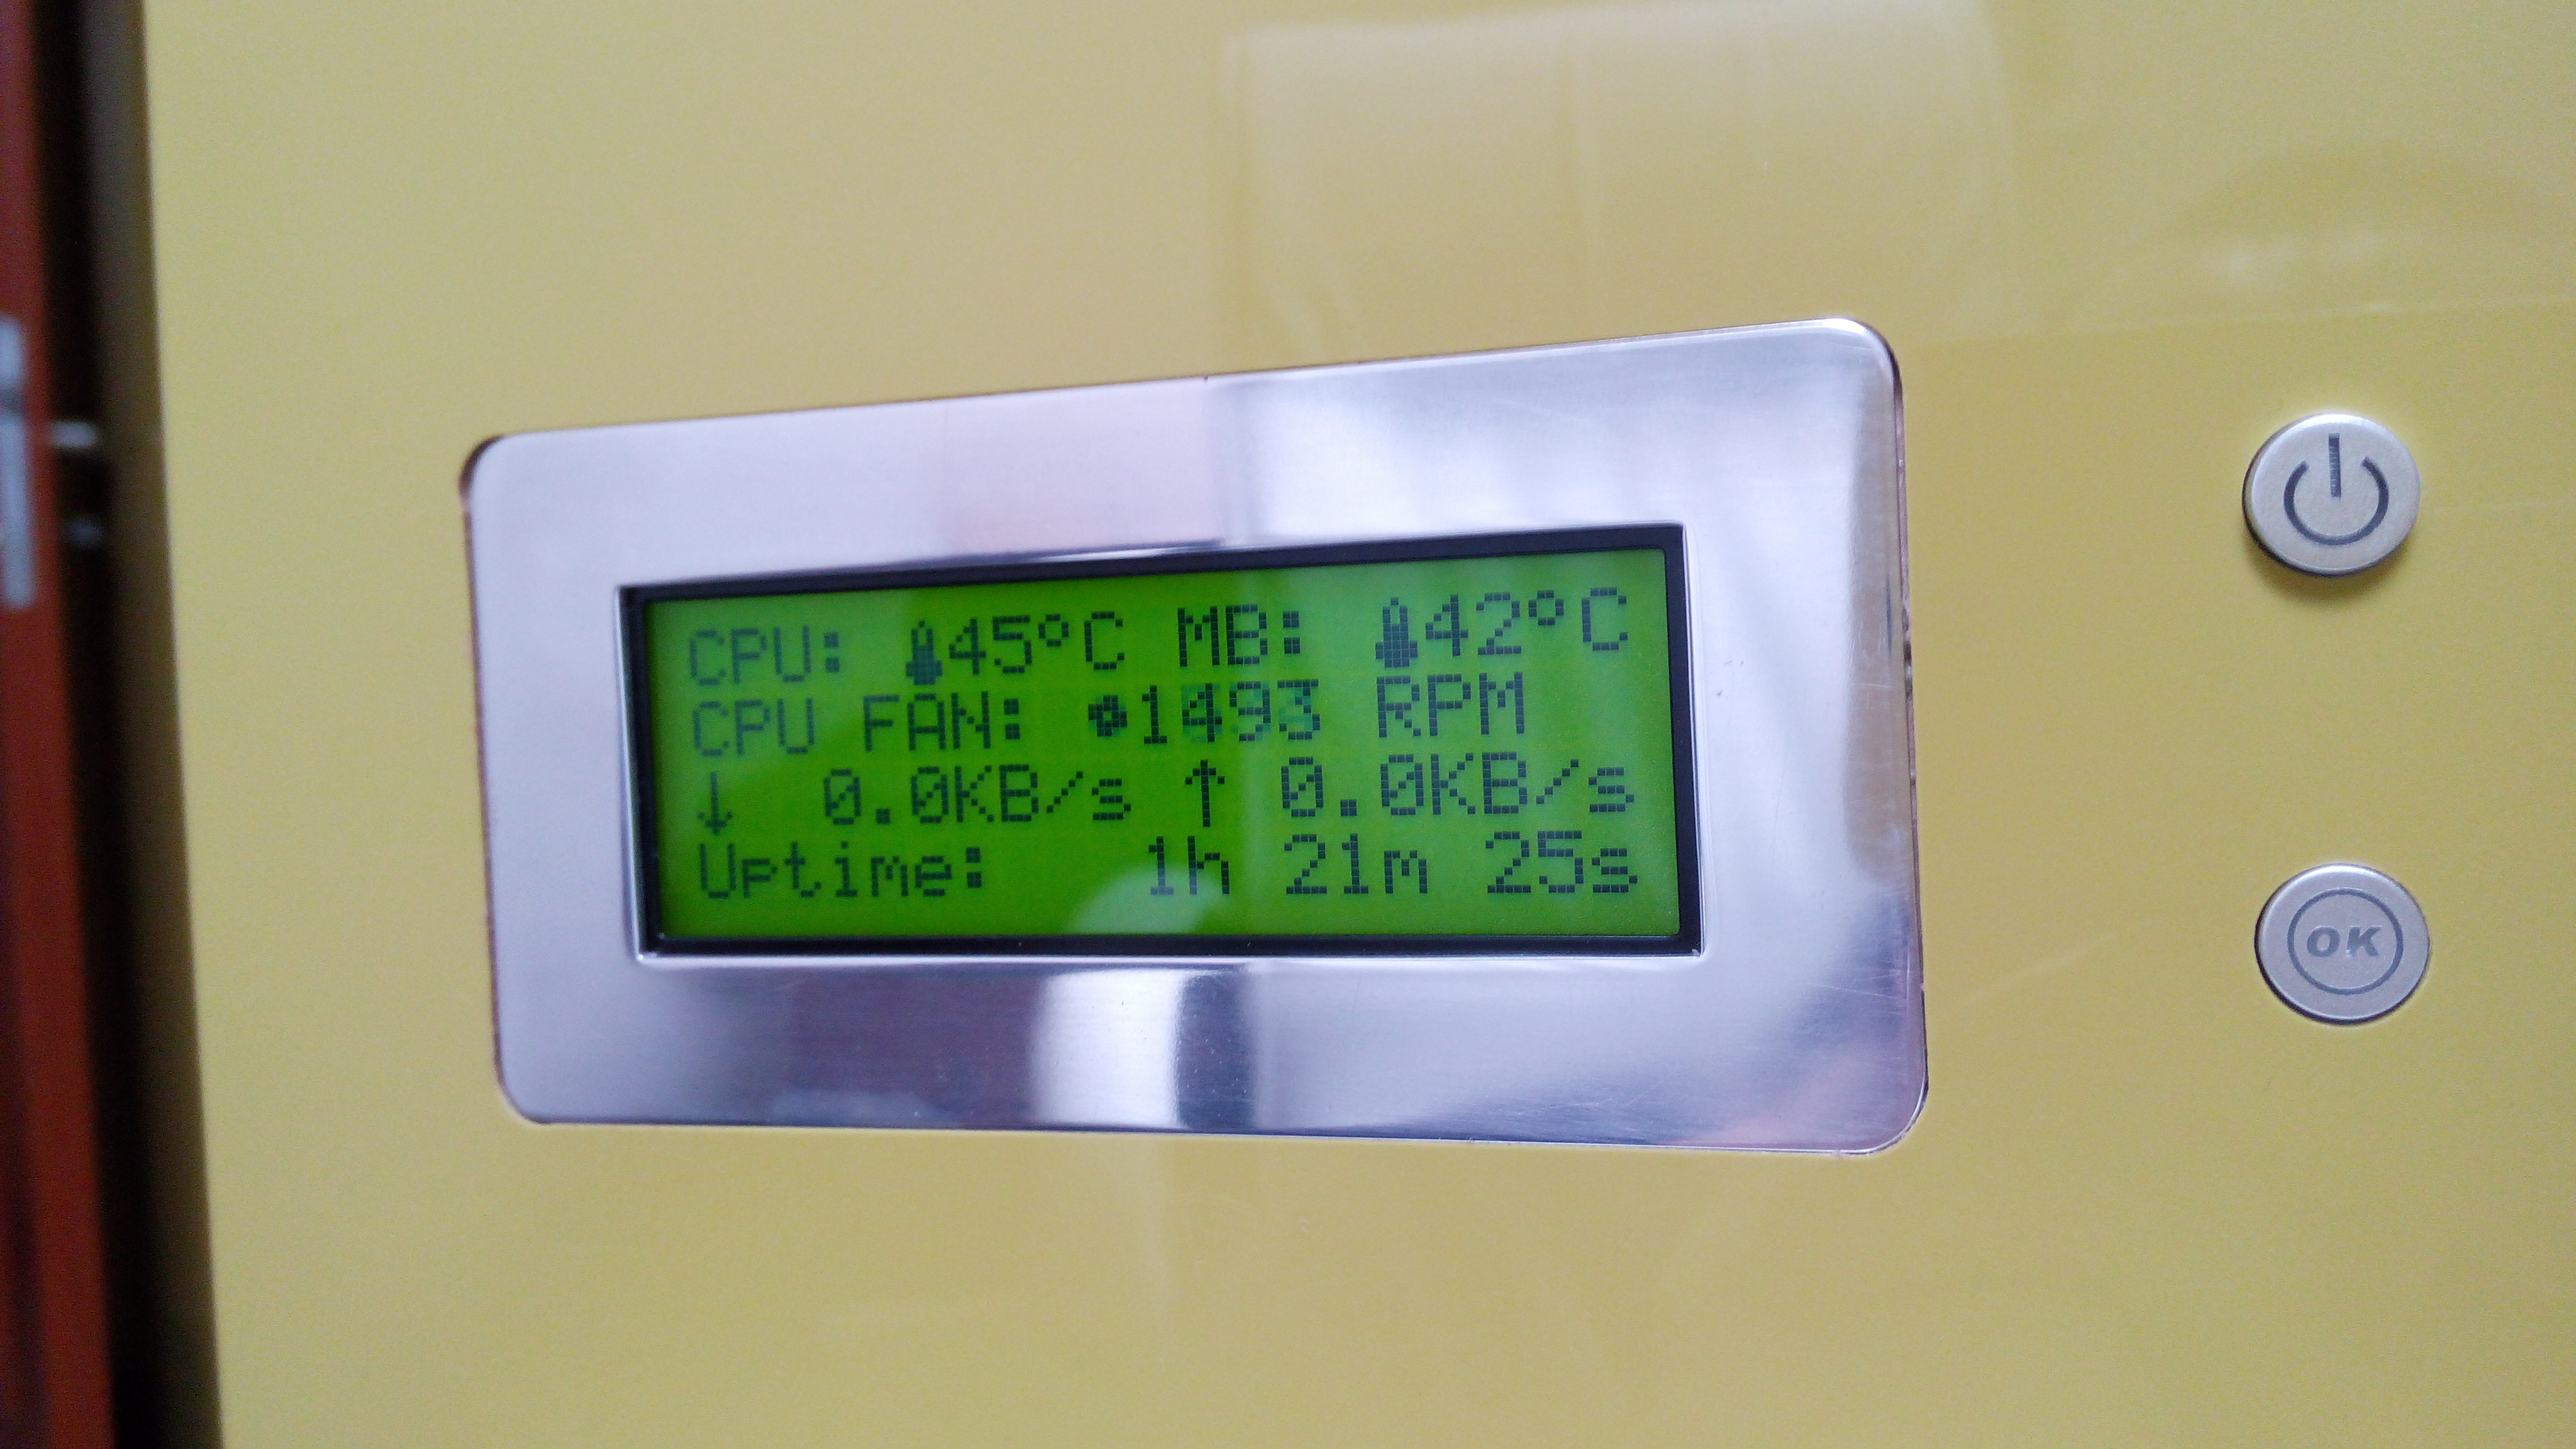 CPU: 45°C MB: 42°C
CPU FAN: 1493 RPM
↓ 0.0KB/s ↑ 0.0KB/s
Uptime: 1h 21m 25s
OK